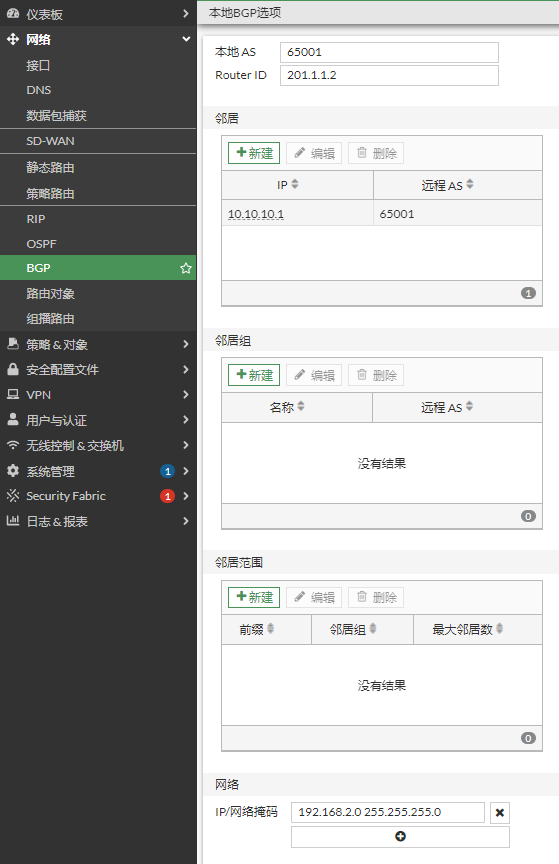 仪表板
网络
接口
DNS
数据包捕获
SD-WAN
静态路由
策略路由
RIP
OSPF
BGP
路由对象
组播路由
策略 & 对象
安全配置文件
VPN
用户与认证
无线控制 & 交换机
系统管理 1
Security Fabric 1
日志 & 报表
本地BGP选项
本地 AS 65001
Router ID 201.1.1.2
邻居
新建 编辑 删除
IP 远程 AS
10.10.10.1 65001
1
邻居组
新建 编辑 删除
名称 远程 AS
没有结果
0
邻居范围
新建 编辑 删除
前缀 邻居组 最大邻居数
没有结果
0
网络
IP/网络掩码 192.168.2.0 255.255.255.0